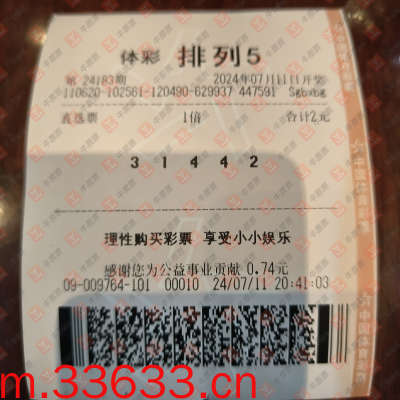 体彩 排列5
第 24183期 2024年07月11日开奖
110620-102561-120490-629937 447591 Sgbxbg
直选票 1倍 合计2元
3 1 4 4 2
理性购买彩票 享受小小娱乐
感谢您为公益事业贡献 0.74元
09-009764-101 00010 24/07/11 20:41:03
m.33633.cn